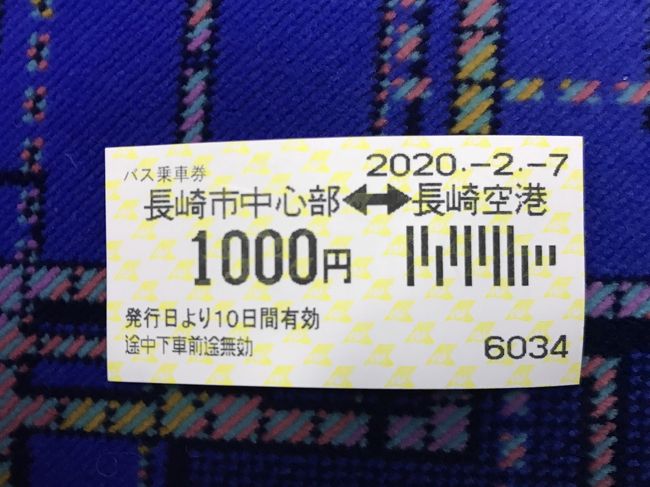 バス乗車券 2020.-2.-7
長崎市中心部⟷長崎空港
1000円
発行日より10日間有効
途中下車前途無効 6034